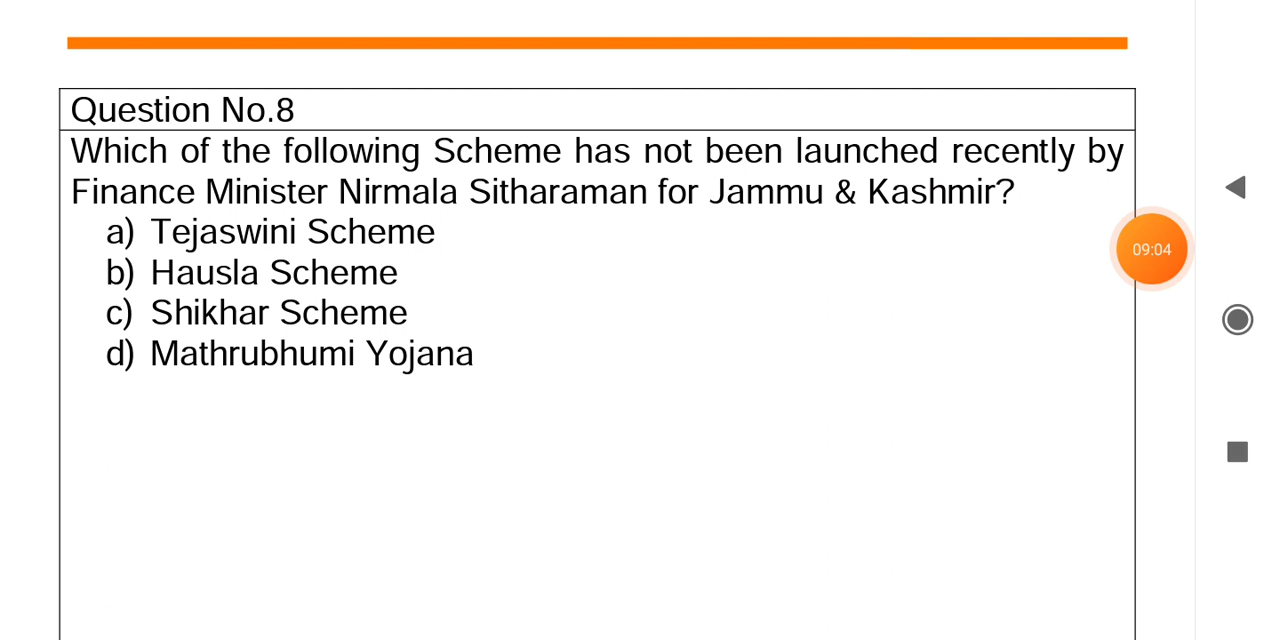 Question No.8
Which of the following Scheme has not been launched recently by
Finance Minister Nirmala Sitharaman for Jammu & Kashmir?
a) Tejaswini Scheme
09:04
b) Hausla Scheme
c) Shikhar Scheme
d) Mathrubhumi Yojana